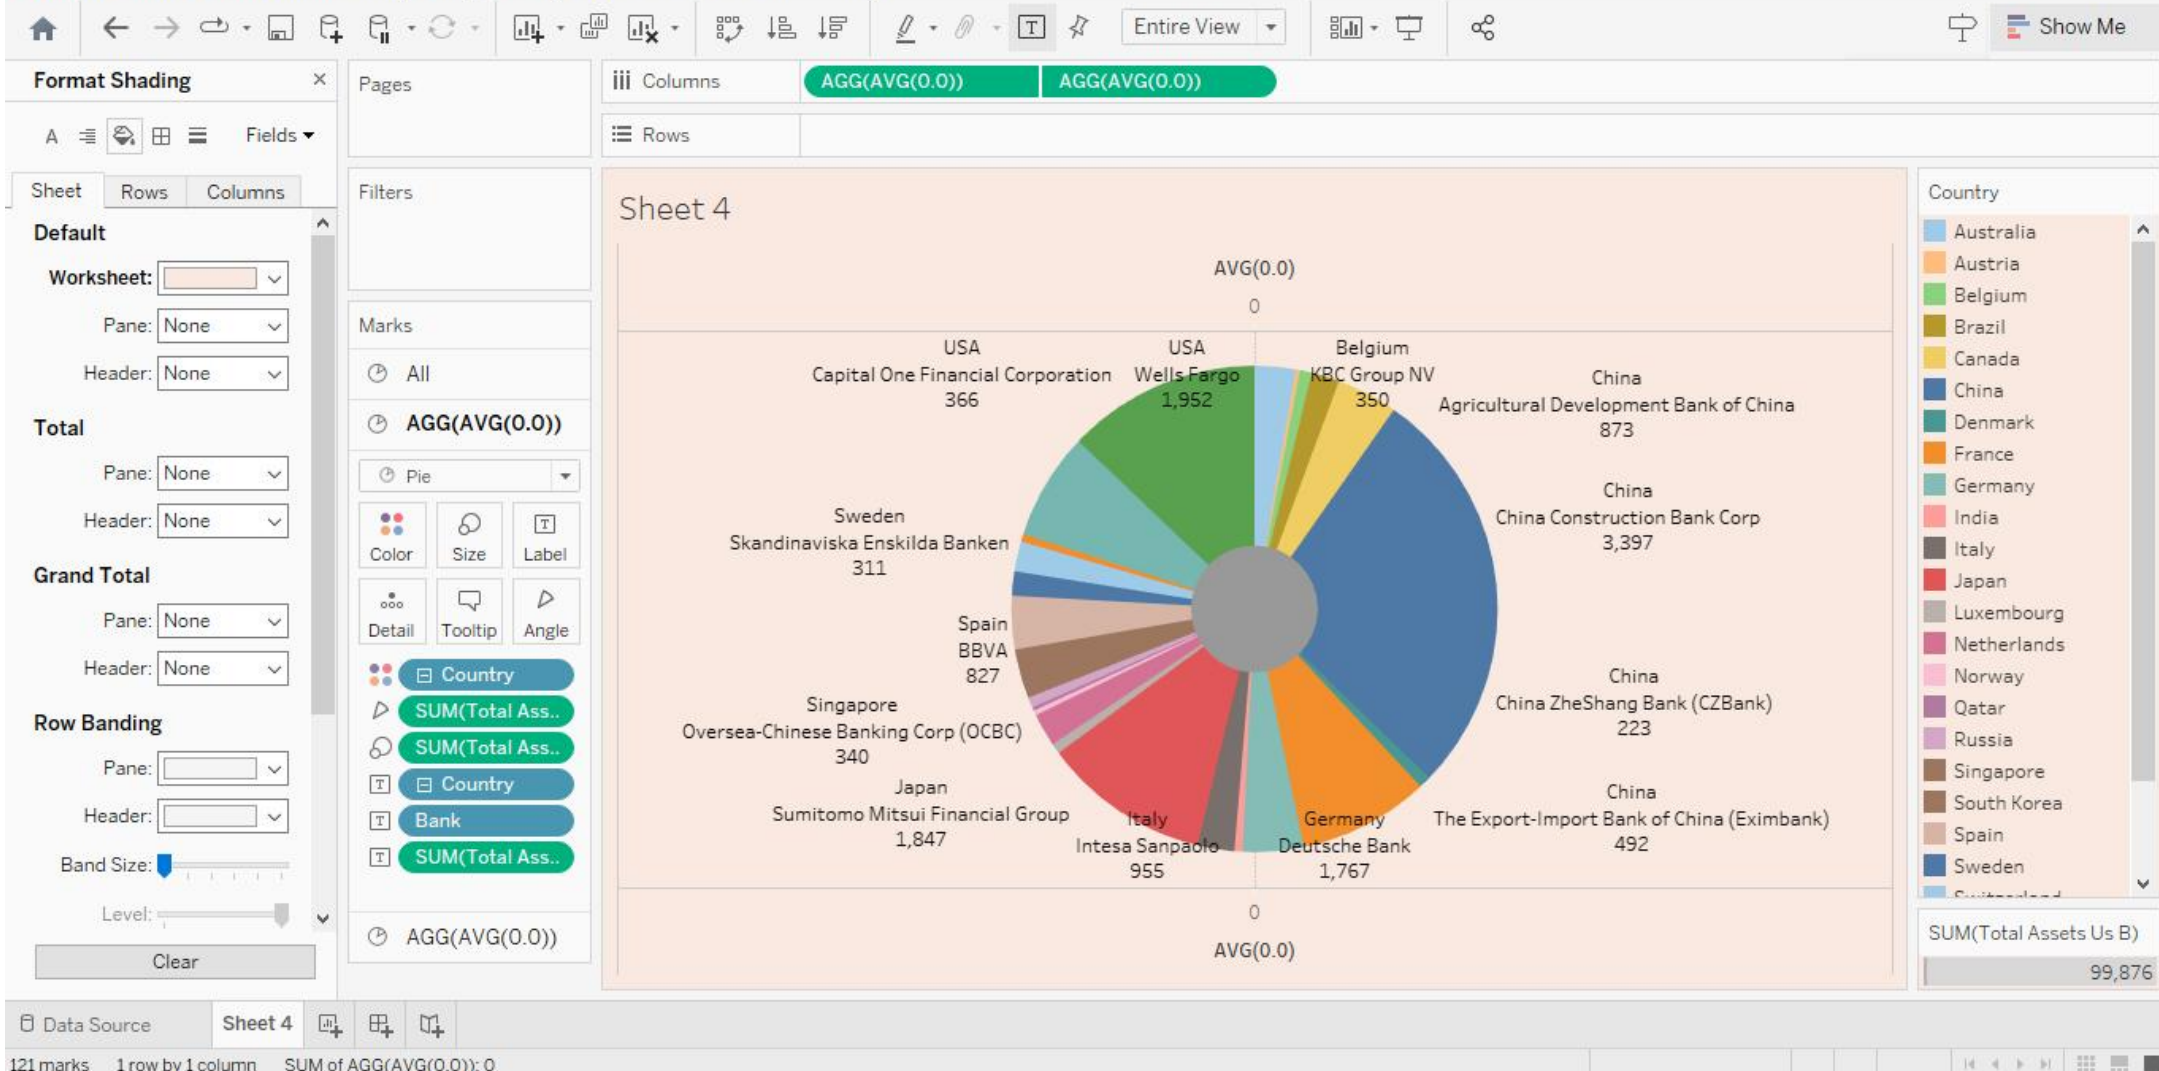 Entire View
Show Me
Format Shading
Fields
Sheet
Rows
Columns
Default
Worksheet:
Pane: None
Header: None
Total
Pane: None
Header: None
Grand Total
Pane: None
Header: None
Row Banding
Pane:
Header:
Band Size:
Level:
Clear
Pages
Filters
Marks
All
AGG(AVG(0.0))
Pie
Color
Size
Label
Detail
Tooltip
Angle
Country
SUM(Total Ass..
SUM(Total Ass..
Country
Bank
SUM(Total Ass..
AGG(AVG(0.0))
Columns
AGG(AVG(0.0))
AGG(AVG(0.0))
Rows
Sheet 4
AVG(0.0)
0
USA
Capital One Financial Corporation
366
USA
Wells Fargo
1,952
Belgium
KBC Group NV
350
China
Agricultural Development Bank of China
873
China
China Construction Bank Corp
3,397
Sweden
Skandinaviska Enskilda Banken
311
Spain
BBVA
827
China
China ZheShang Bank (CZBank)
223
Singapore
Oversea-Chinese Banking Corp (OCBC)
340
Japan
Sumitomo Mitsui Financial Group
1,847
Italy
Intesa Sanpaolo
955
Germany
Deutsche Bank
1,767
China
The Export-Import Bank of China (Eximbank)
492
0
AVG(0.0)
Country
Australia
Austria
Belgium
Brazil
Canada
China
Denmark
France
Germany
India
Italy
Japan
Luxembourg
Netherlands
Norway
Qatar
Russia
Singapore
South Korea
Spain
Sweden
Switzerland
SUM(Total Assets Us B)
99,876
Data Source
Sheet 4
121 marks
1 row by 1 column
SUM of AGG(AVG(0.0)): 0